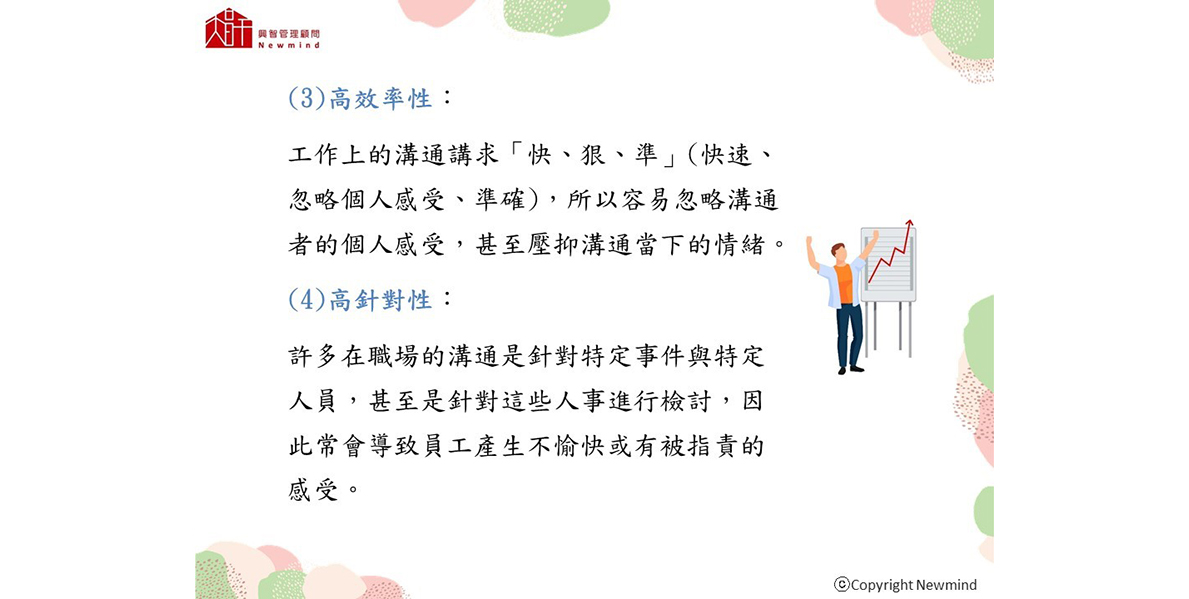 興智管理顧問
Newmind
(3)高效率性：
工作上的溝通講求「快、狠、準」(快速、
忽略個人感受、準確)，所以容易忽略溝通
者的個人感受，甚至壓抑溝通當下的情緒。
(4)高針對性：
許多在職場的溝通是針對特定事件與特定
人員，甚至是針對這些人事進行檢討，因
此常會導致員工產生不愉快或有被指責的
感受。
ⓒCopyright Newmind